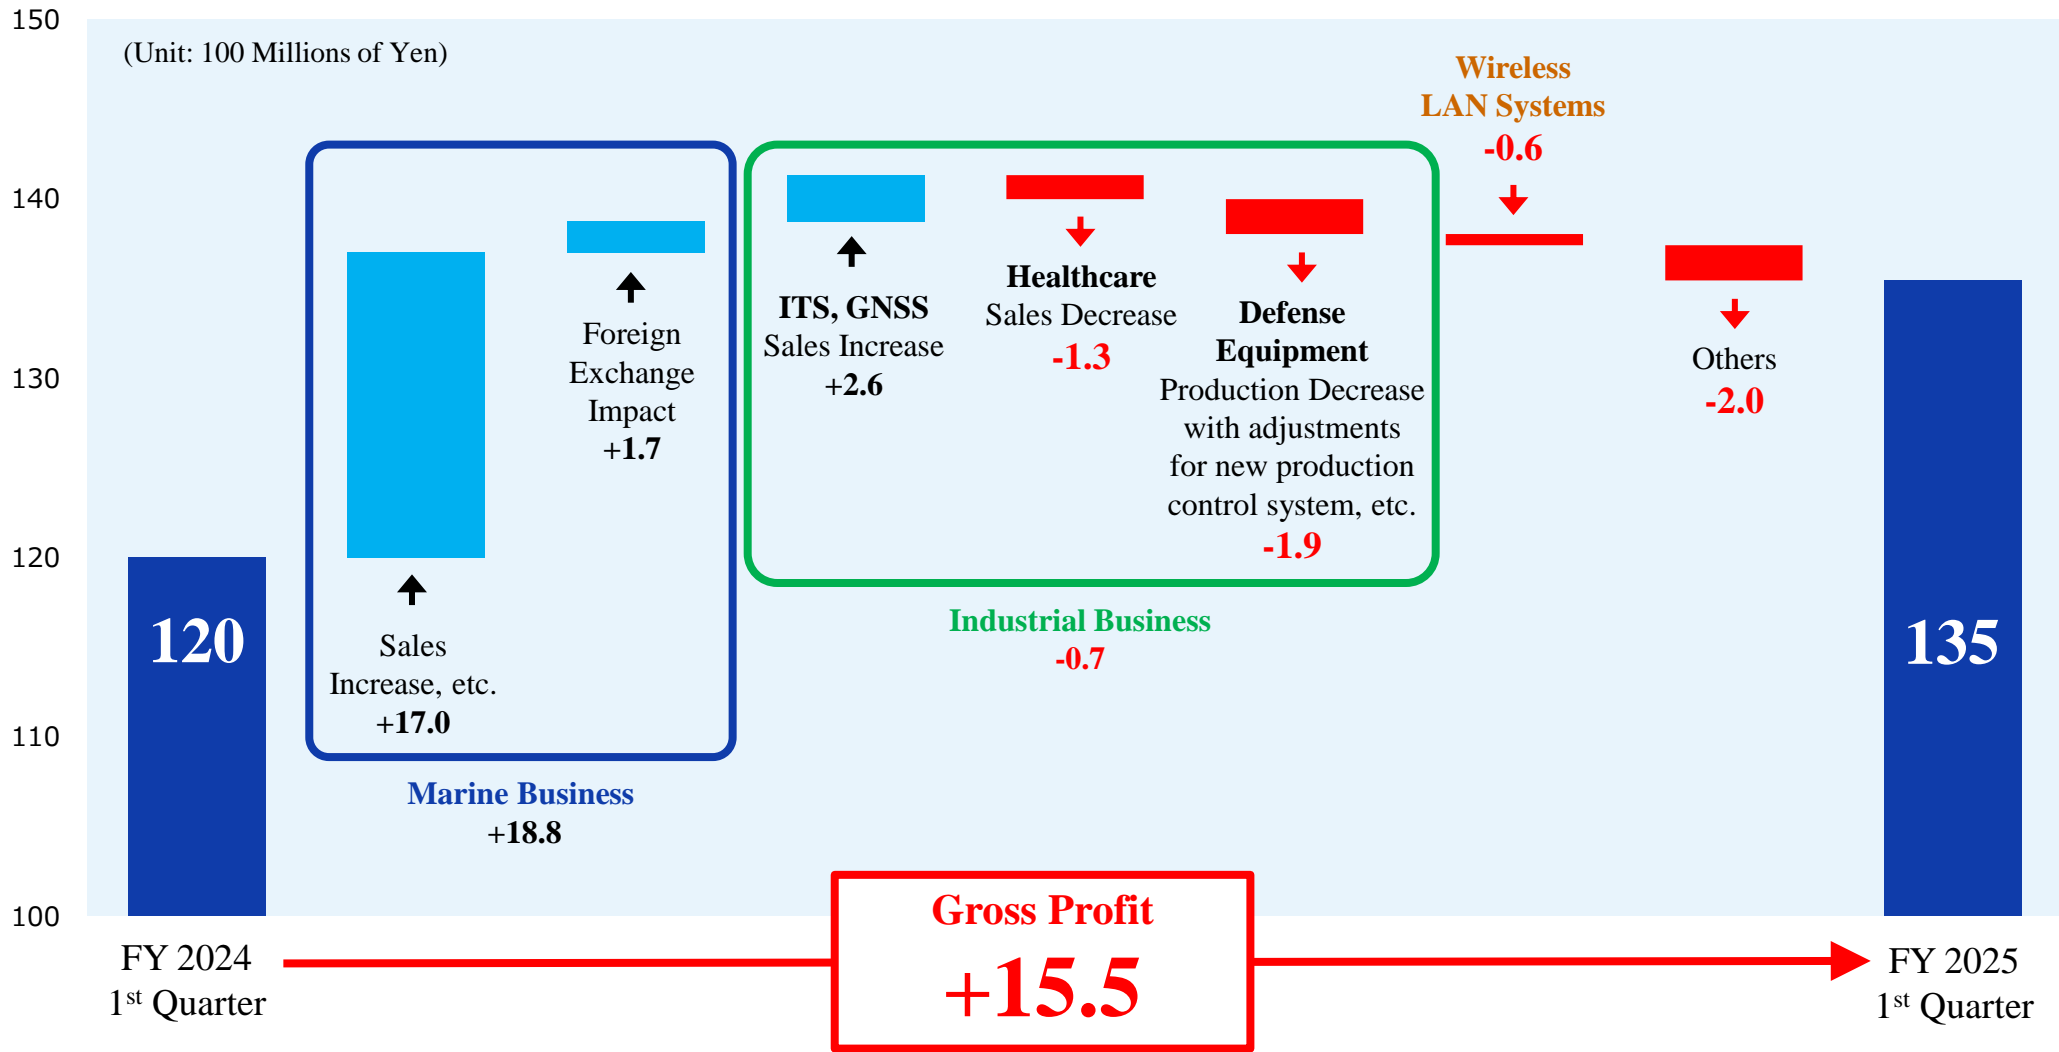 150
140
130
120
110
100
(Unit: 100 Millions of Yen)
120
Sales
Increase, etc.
+17.0
Foreign
Exchange
Impact
+1.7
Marine Business
+18.8
ITS, GNSS
Sales Increase
+2.6
Healthcare
Sales Decrease
-1.3
Defense
Equipment
Production Decrease
with adjustments
for new production
control system, etc.
-1.9
Industrial Business
-0.7
Wireless
LAN Systems
-0.6
Others
-2.0
135
FY 2024
1st Quarter
Gross Profit
+15.5
FY 2025
1st Quarter